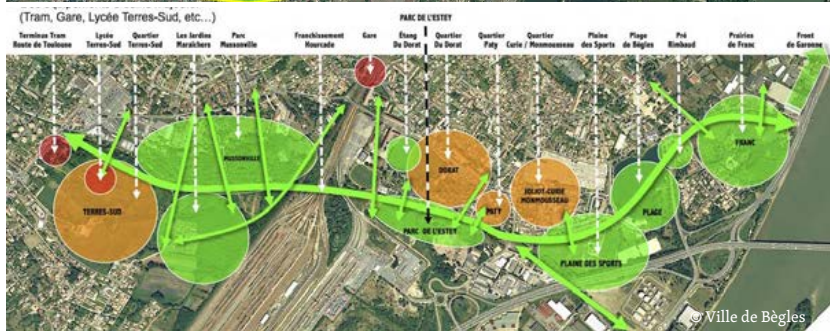 (Tram, Gare, Lycée Terres-Sud, etc...)
PARC DE L'ESTEY
Terminus Tram
Route de Toulouse
Lycée
Terres-Sud
Quartier
Terres-Sud
Les Jardins
Maraichers
Parc
Mussonville
Franchissement
Hourcade
Gare
Étang
Du Dorat
Quartier
Du Dorat
Quartier
Paty
Quartier
Curie / Monmousseau
Plaine
des Sports
Plage
de Bègles
Pré
Rimbaud
Prairies
de Franc
Front
de Garonne
MUSSONVILLE
FRANC
DORAT
JOLIOT-CURIE
MONMOUSSEAU
TERRES-SUD
PATY
PLAGE
PARC DE L'ESTEY
PLAINE DES SPORTS
© Ville de Bègles